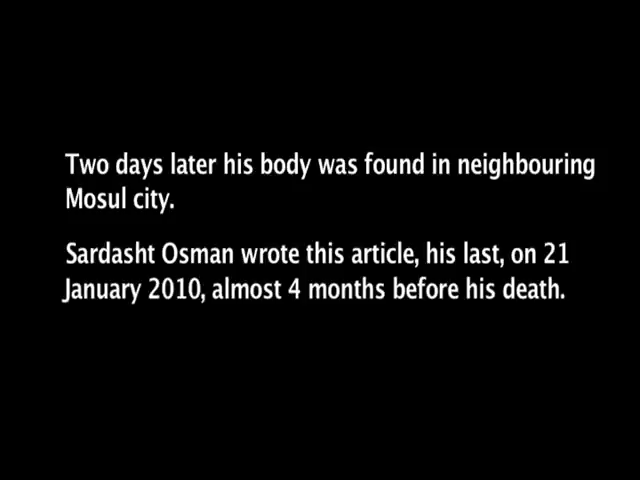 Two days later his body was found in neighbouring
Mosul city.
Sardasht Osman wrote this article, his last, on 21
January 2010, almost 4 months before his death.